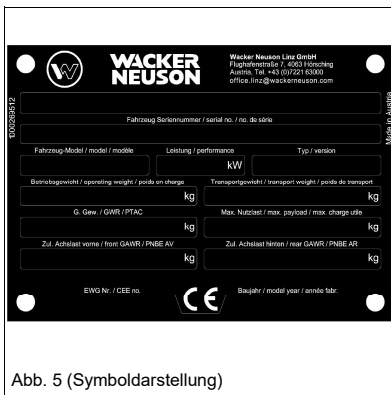 WACKER
NEUSON
Wacker Neuson Linz GmbH
Flughafenstraße 7, 4063 Hörsching
Austria, Tel. +43 (0)7221 63000
office.linz@wackerneuson.com
1000269512
Made in Austria
Fahrzeug Seriennummer / serial no. / no. de série
Fahrzeug-Model / model / modèle
Leistung / performance
Typ / version
kW
Betriebsgewicht / operating weight / poids en charge
Transportgewicht / transport weight / poids de transport
kg
kg
G. Gew. / GWR / PTAC
Max. Nutzlast / max. payload / max. charge utile
kg
kg
Zul. Achslast vorne / front GAWR / PNBE AV
Zul. Achslast hinten / rear GAWR / PNBE AR
kg
kg
EWG Nr. / CEE no.
CE
Baujahr / model year / année fabr.
Abb. 5 (Symboldarstellung)